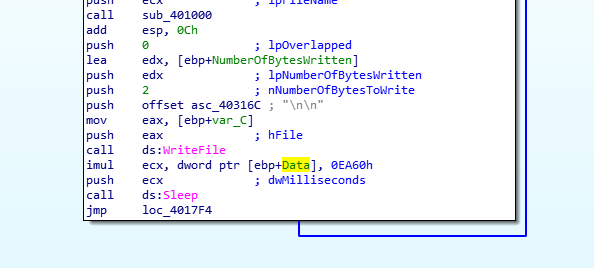 push ecx ; lpFileName
call sub_401000
add esp, 0Ch
push 0 ; lpOverlapped
lea edx, [ebp+NumberOfBytesWritten]
push edx ; lpNumberOfBytesWritten
push 2 ; nNumberOfBytesToWrite
push offset asc_40316C ; "\n\n"
mov eax, [ebp+var_C]
push eax ; hFile
call ds:WriteFile
imul ecx, dword ptr [ebp+Data], 0EA60h
push ecx ; dwMilliseconds
call ds:Sleep
jmp loc_4017F4